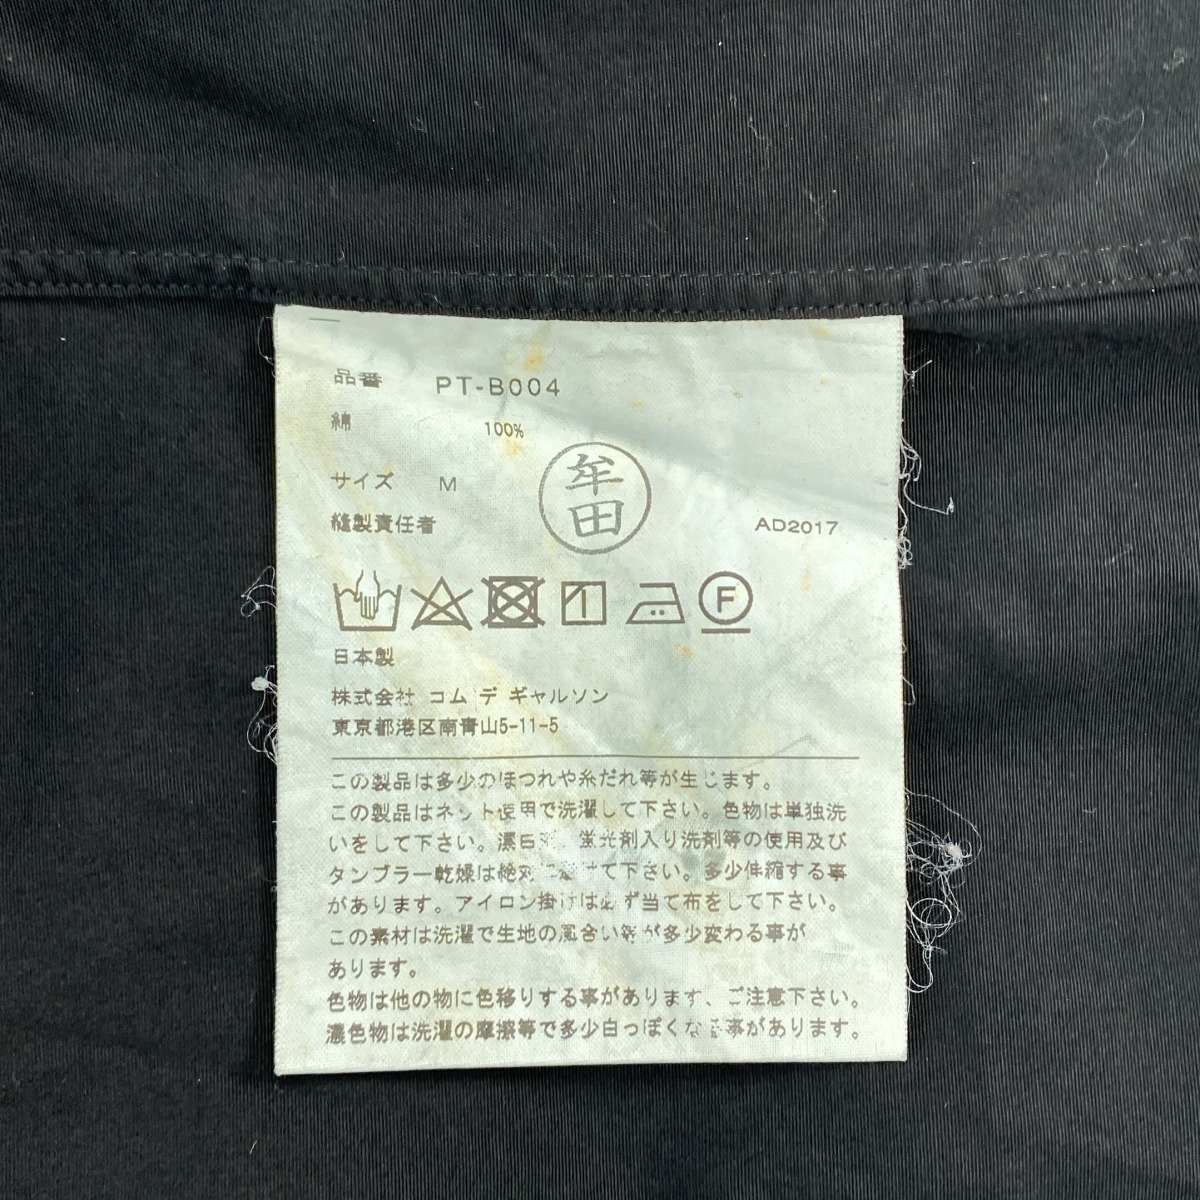 品番 PT-B004
綿 100%
サイズ M
牟田
縫製責任者 AD2017
F
日本製
株式会社 コム デ ギャルソン
東京都港区南青山5-11-5
この製品は多少のほつれや糸だれ等が生じます。
この製品はネット使用で洗濯して下さい。色物は単独洗
いをして下さい。漂白剤、蛍光剤入り洗剤等の使用及び
タンブラー乾燥は絶対に避けて下さい。多少伸縮する事
があります。アイロン掛けは必ず当て布をして下さい。
この素材は洗濯で生地の風合い等が多少変わる事が
あります。
色物は他の物に色移りする事があります、ご注意下さい。
濃色物は洗濯の摩擦等で多少白っぽくなる事があります。